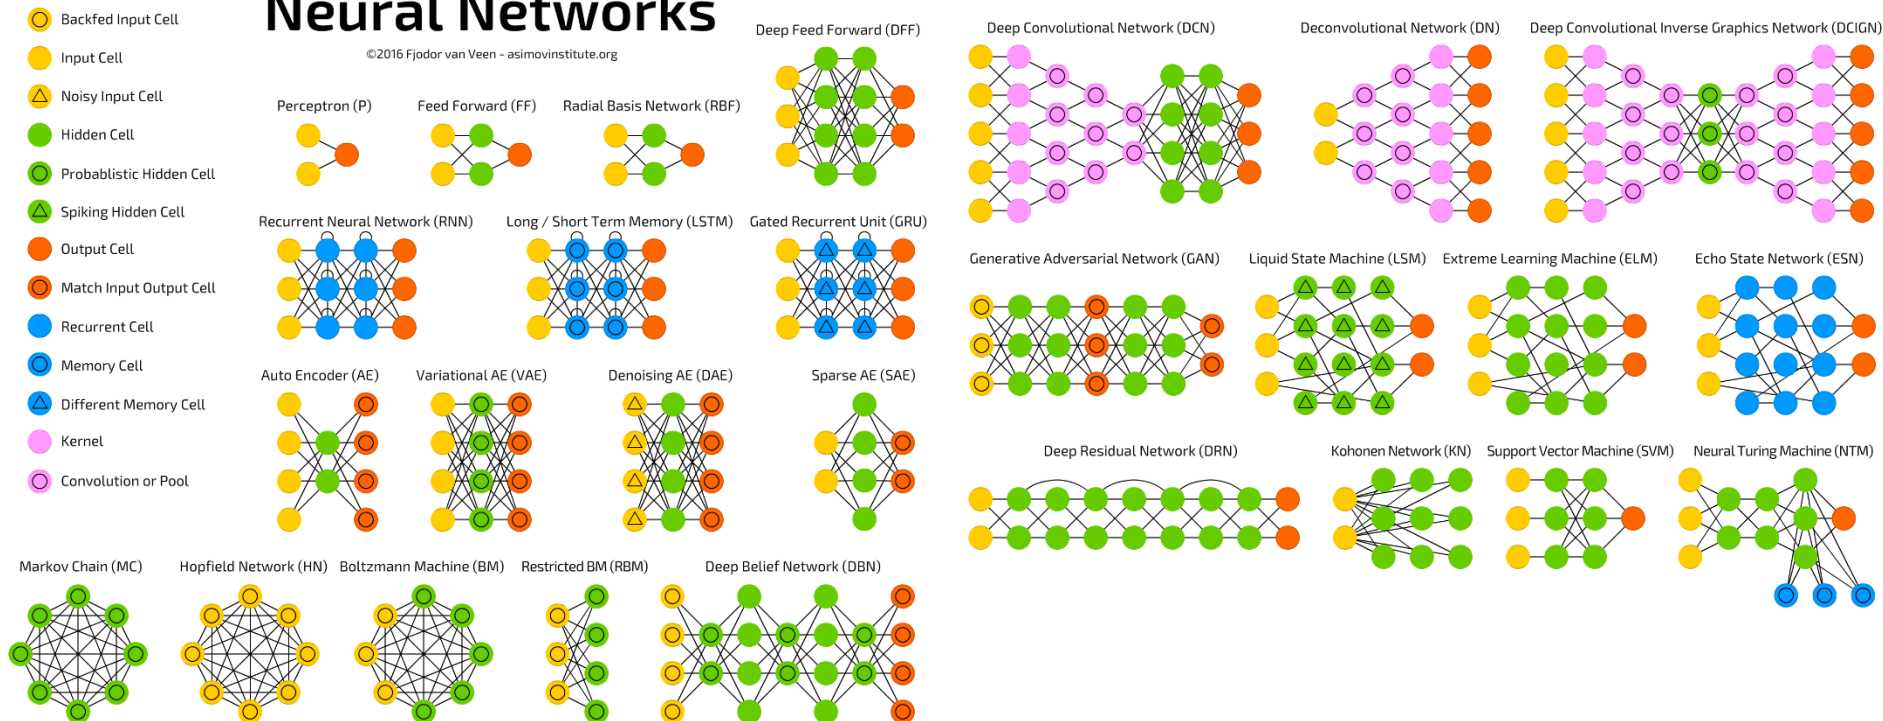 Neural Networks
©2016 Fjodor van Veen - asimovinstitute.org
Backfed Input Cell
Input Cell
Noisy Input Cell
Hidden Cell
Probablistic Hidden Cell
Spiking Hidden Cell
Output Cell
Match Input Output Cell
Recurrent Cell
Memory Cell
Different Memory Cell
Kernel
Convolution or Pool
Perceptron (P)
Feed Forward (FF)
Radial Basis Network (RBF)
Deep Feed Forward (DFF)
Recurrent Neural Network (RNN)
Long / Short Term Memory (LSTM)
Gated Recurrent Unit (GRU)
Auto Encoder (AE)
Variational AE (VAE)
Denoising AE (DAE)
Sparse AE (SAE)
Markov Chain (MC)
Hopfield Network (HN)
Boltzmann Machine (BM)
Restricted BM (RBM)
Deep Belief Network (DBN)
Deep Convolutional Network (DCN)
Deconvolutional Network (DN)
Deep Convolutional Inverse Graphics Network (DCIGN)
Generative Adversarial Network (GAN)
Liquid State Machine (LSM)
Extreme Learning Machine (ELM)
Echo State Network (ESN)
Deep Residual Network (DRN)
Kohonen Network (KN)
Support Vector Machine (SVM)
Neural Turing Machine (NTM)